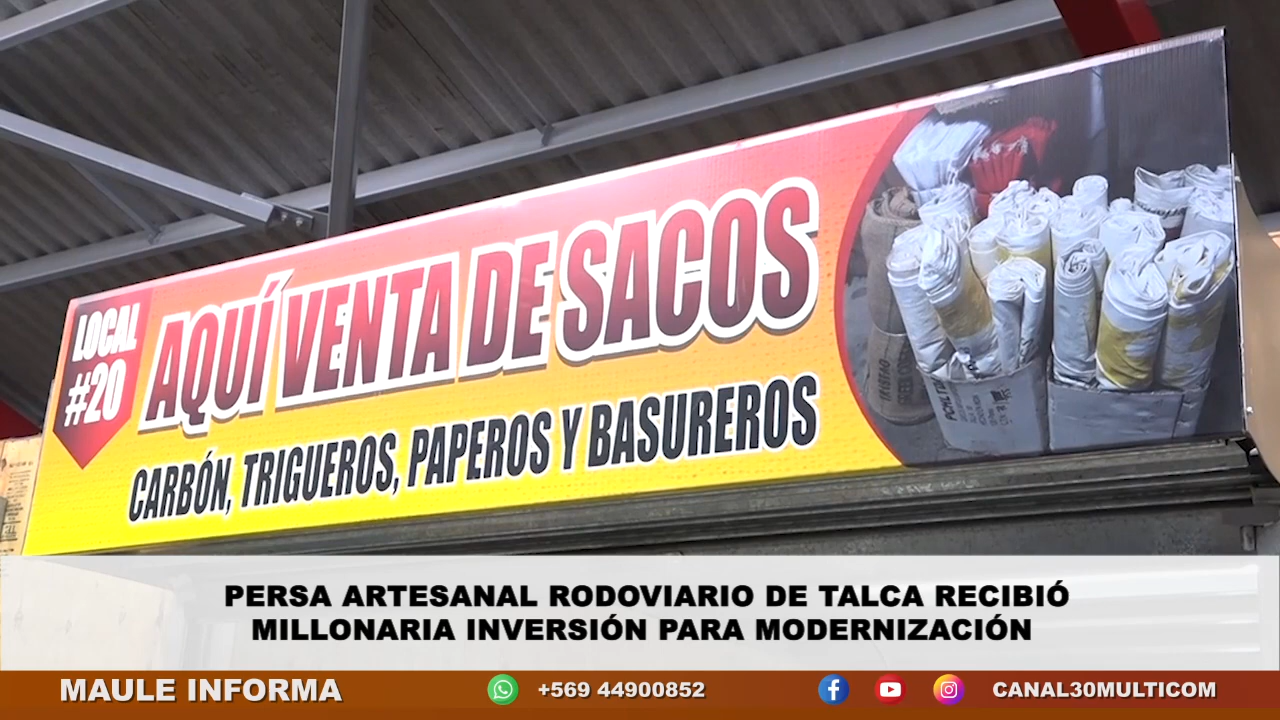 LOCAL
#20
AQUÍ VENTA DE SACOS
CARBÓN, TRIGUEROS, PAPEROS Y BASUREROS
PERSA ARTESANAL RODOVIARIO DE TALCA RECIBIÓ
MILLONARIA INVERSIÓN PARA MODERNIZACIÓN
MAULE INFORMA
+569 44900852
CANAL30MULTICOM